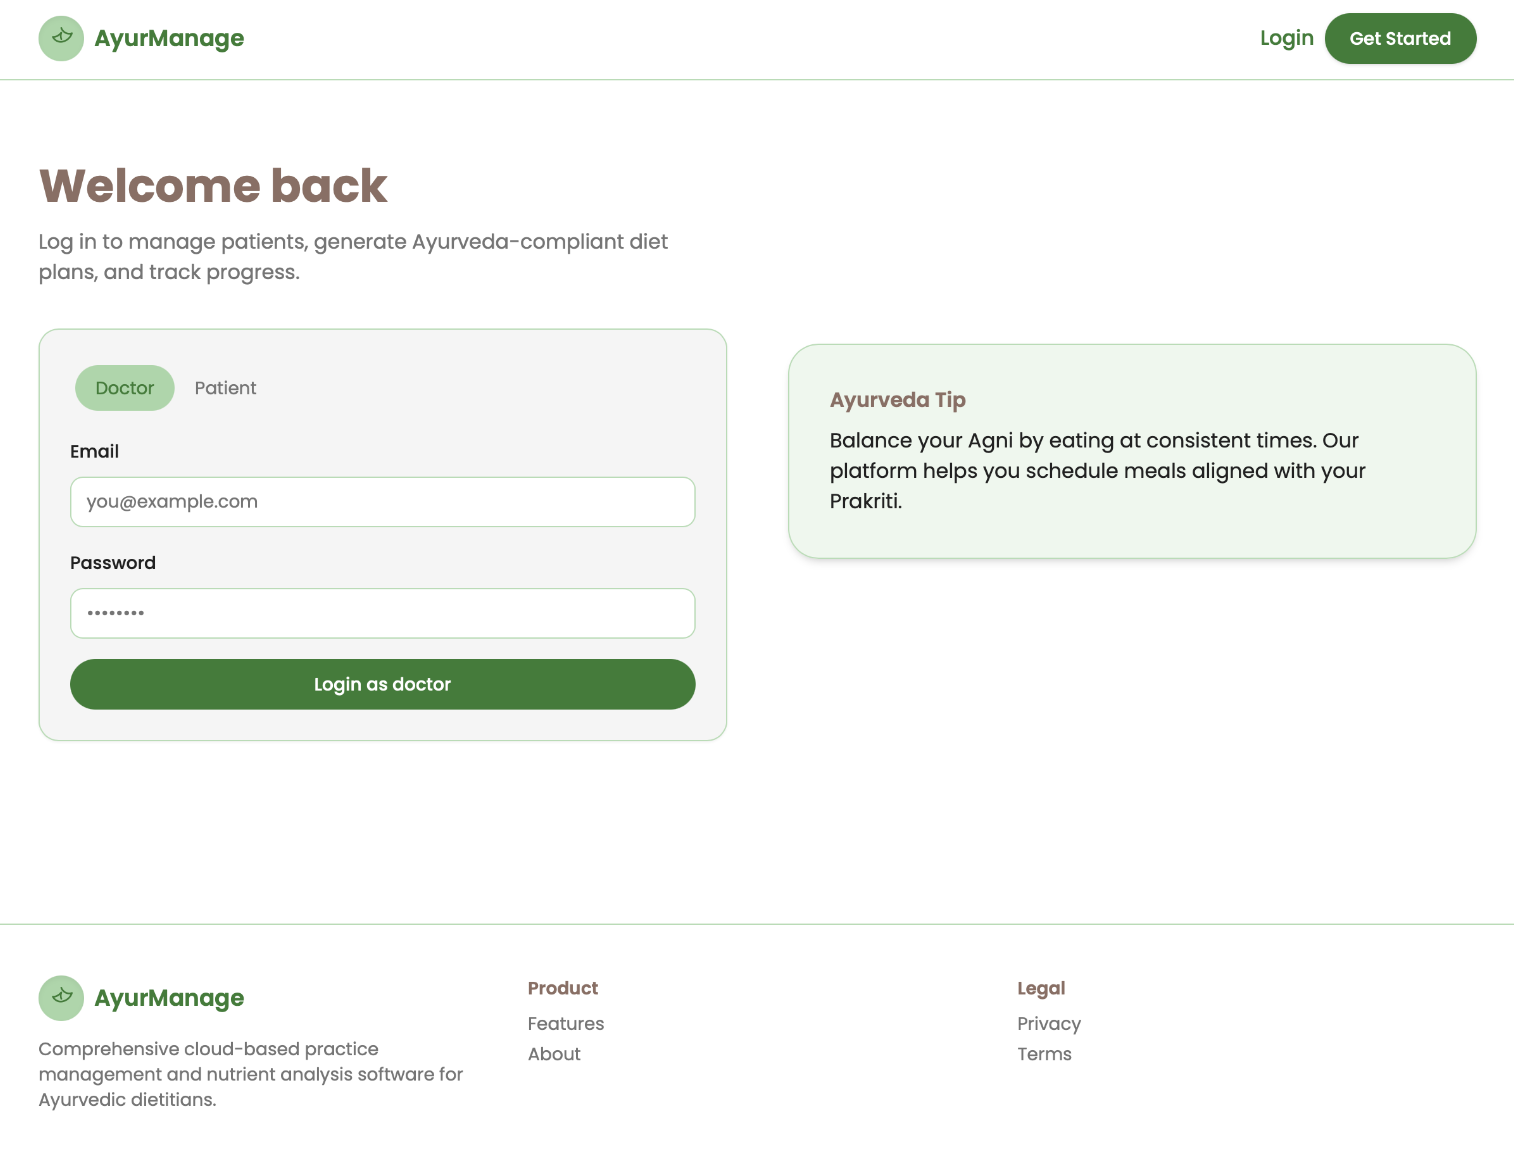 AyurManage
Login
Get Started
Welcome back
Log in to manage patients, generate Ayurveda-compliant diet
plans, and track progress.
Doctor
Patient
Email
you@example.com
Password
••••••••
Login as doctor
Ayurveda Tip
Balance your Agni by eating at consistent times. Our
platform helps you schedule meals aligned with your
Prakriti.
AyurManage
Comprehensive cloud-based practice
management and nutrient analysis software for
Ayurvedic dietitians.
Product
Features
About
Legal
Privacy
Terms